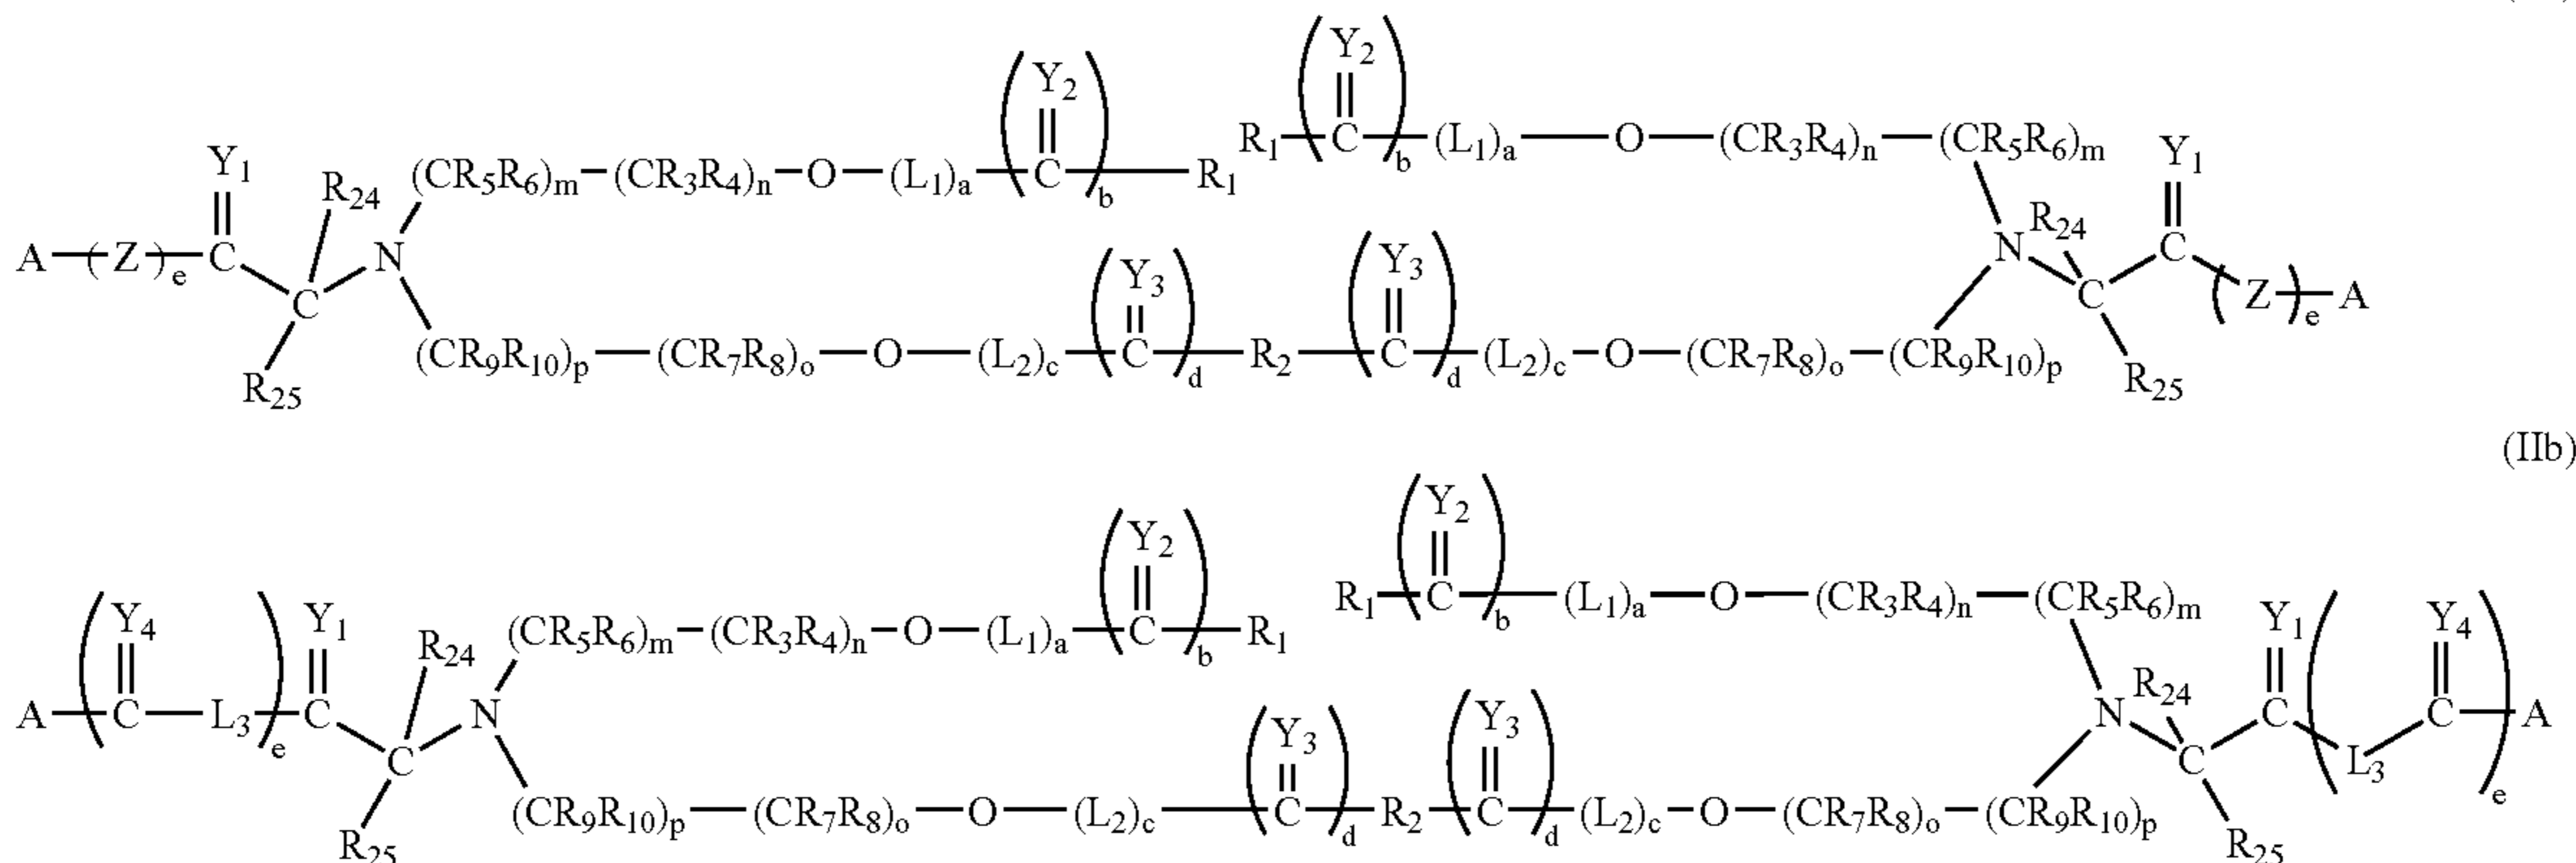 Y2
Y2
R1—(C)b—(L1)a—O—(CR3R4)n—(CR5R6)m
Y1
R24
(CR5R6)m—(CR3R4)n—O—(L1)a—(C)b—R1
Y1
A—(Z)e—C
C
N
Y3
Y3
N
R24
C
C
(Z)e—A
R25
(CR9R10)p—(CR7R8)o—O—(L2)c—(C)d—R2—(C)d—(L2)c—O—(CR7R8)o—(CR9R10)p
R25
(IIb)
Y2
Y2
R1—(C)b—(L1)a—O—(CR3R4)n—(CR5R6)m
Y4
Y1
R24
(CR5R6)m—(CR3R4)n—O—(L1)a—(C)b—R1
Y1
Y4
A—(C—L3)e—C
C
N
Y3
Y3
N
R24
C
C
(L3—C)e—A
R25
(CR9R10)p—(CR7R8)o—O—(L2)c—(C)d—R2—(C)d—(L2)c—O—(CR7R8)o—(CR9R10)p
R25